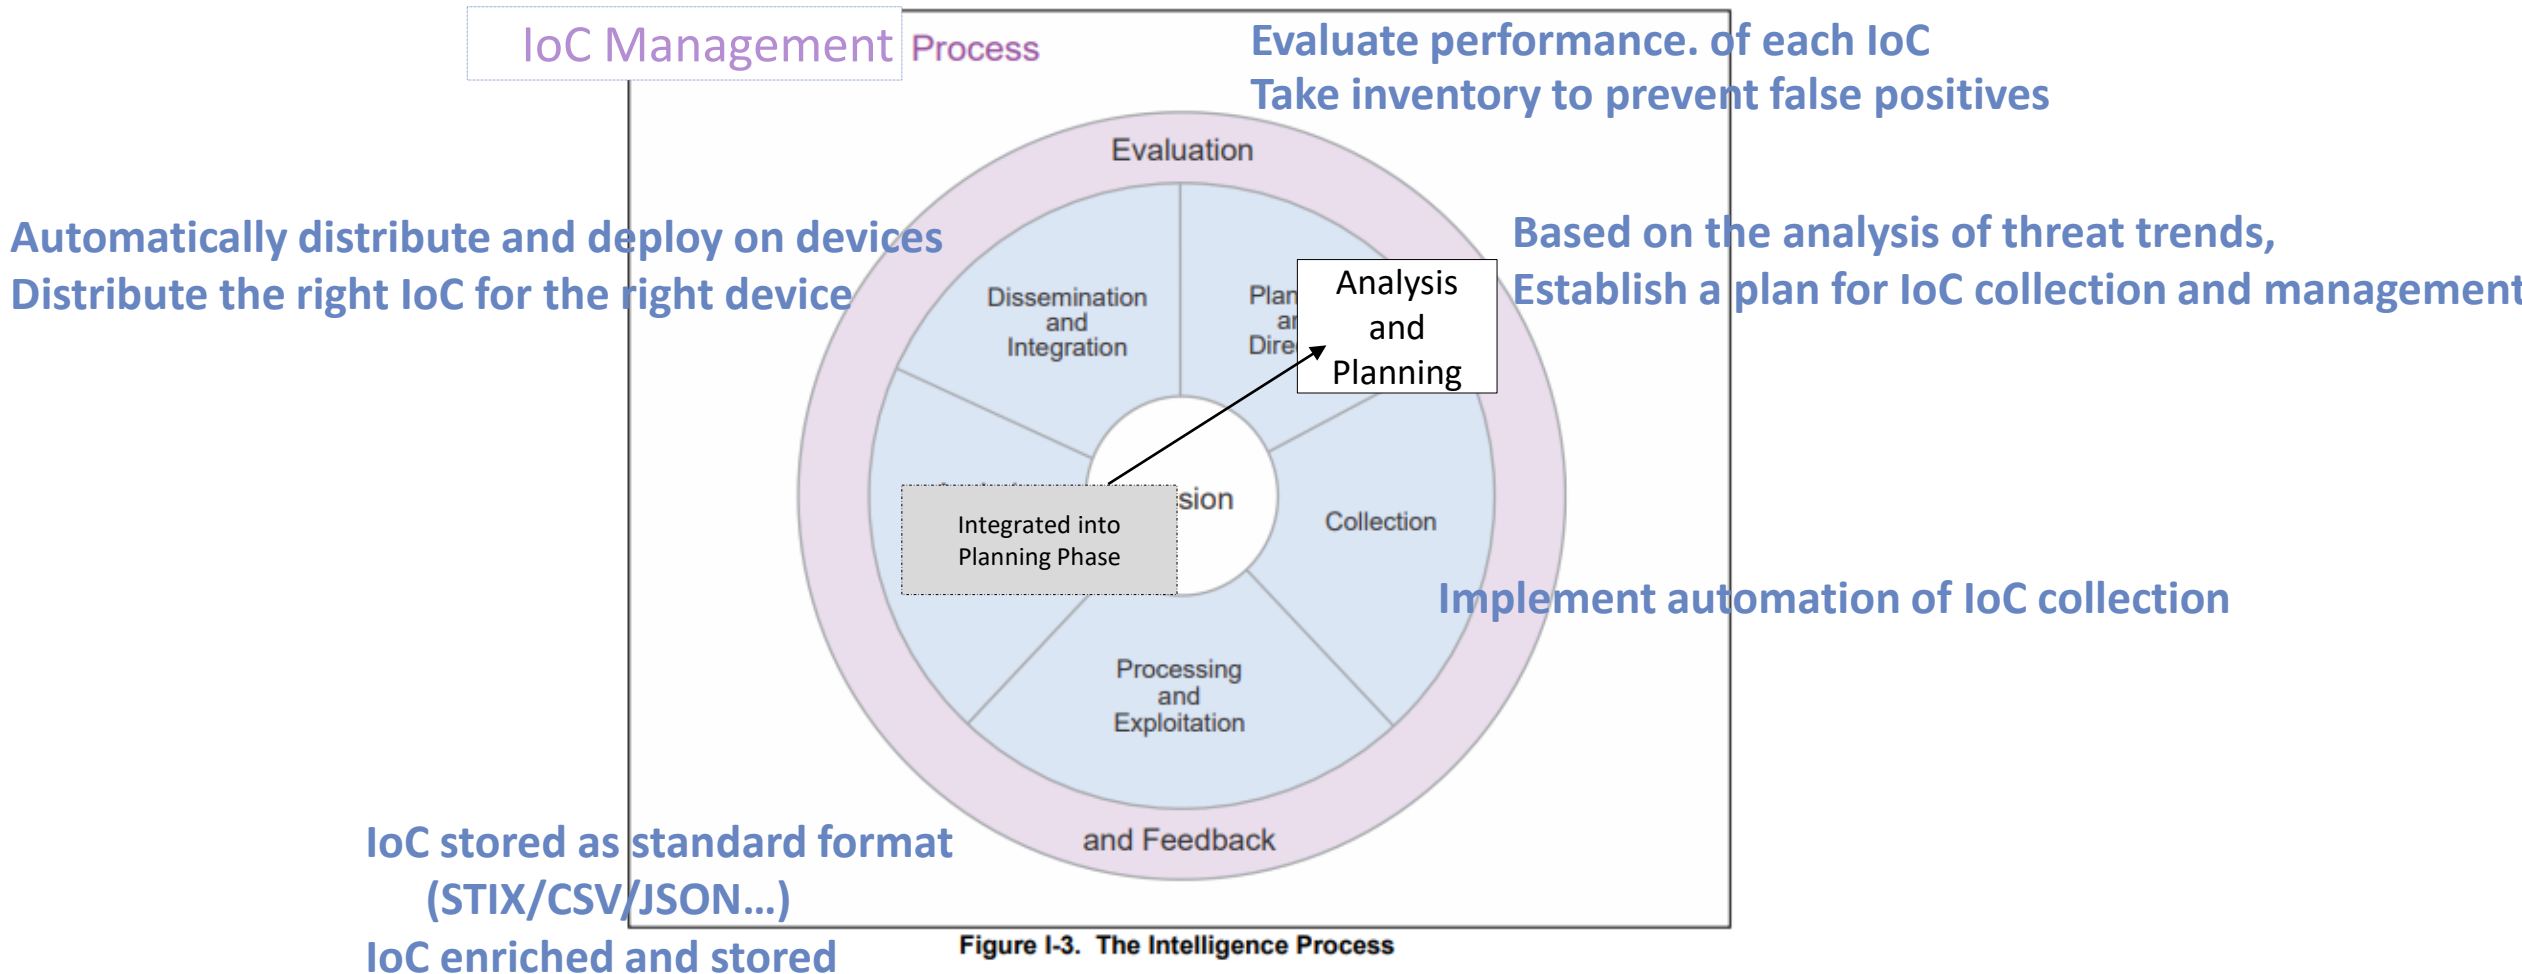 IoC Management Process
Evaluate performance. of each IoC
Take inventory to prevent false positives
Evaluation
Automatically distribute and deploy on devices
Distribute the right IoC for the right device
Based on the analysis of threat trends,
Establish a plan for IoC collection and management
Dissemination
and
Integration
Analysis
and
Planning
Integrated into
Planning Phase
Collection
Implement automation of IoC collection
Processing
and
Exploitation
and Feedback
IoC stored as standard format
(STIX/CSV/JSON...)
IoC enriched and stored
Figure I-3. The Intelligence Process